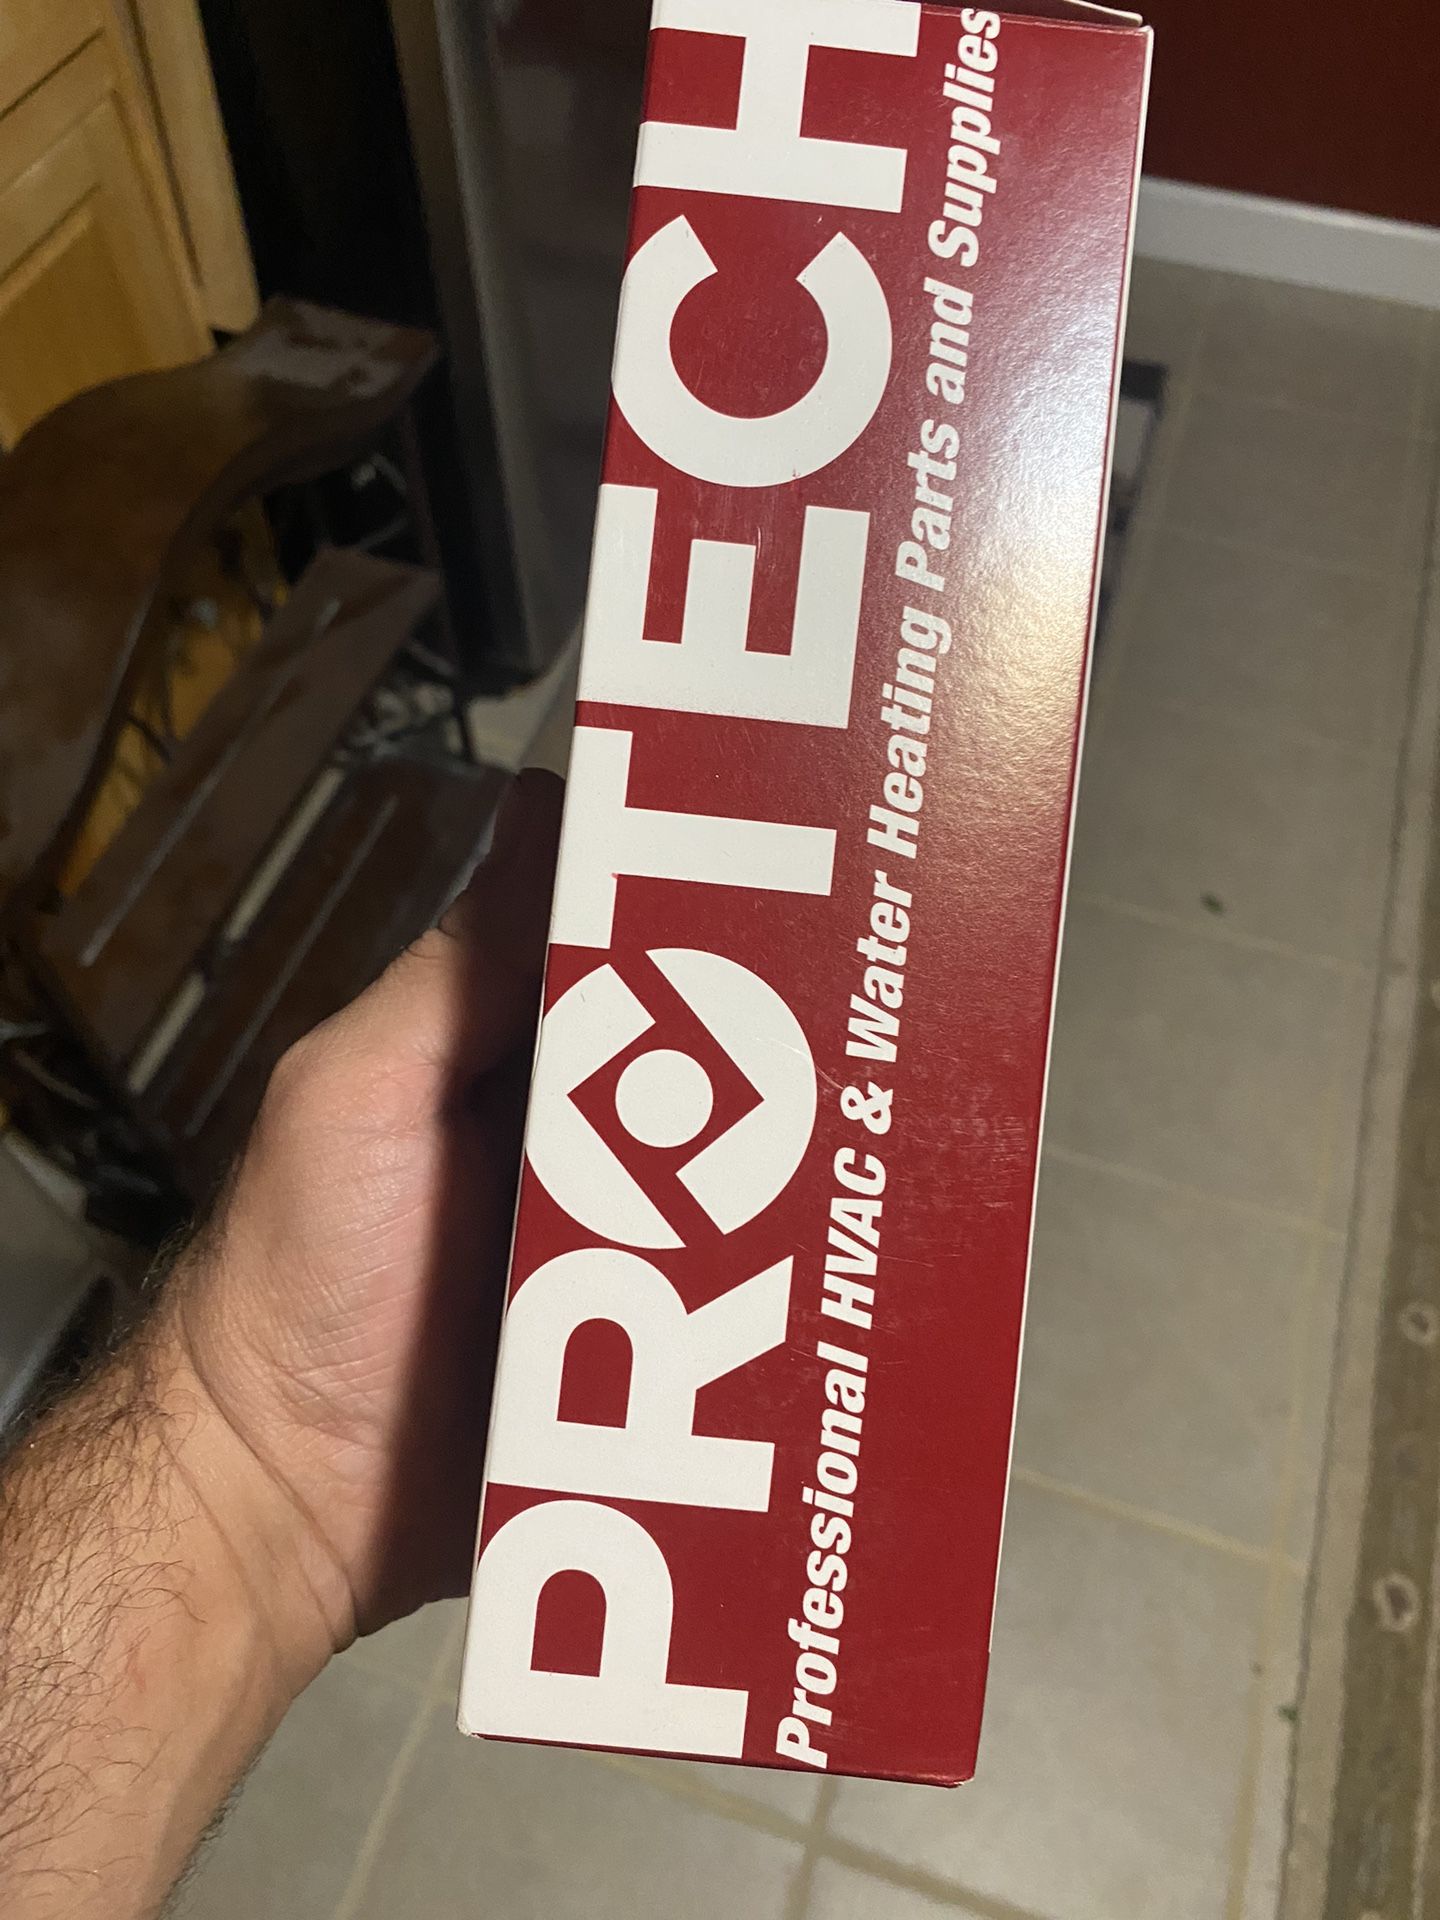 PROTECH
Professional HVAC & Water Heating Parts and Supplies